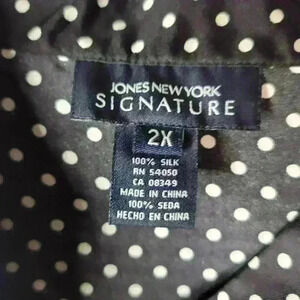 JONES NEW YORK
SIGNATURE
2X
100% SILK
RN 54050
CA 08349
MADE IN CHINA
100% SEDA
HECHO EN CHINA